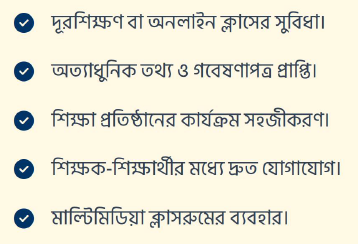 দূরশিক্ষণ বা অনলাইন ক্লাসের সুবিধা।
অত্যাধুনিক তথ্য ও গবেষণাপত্র প্রাপ্তি।
শিক্ষা প্রতিষ্ঠানের কার্যক্রম সহজীকরণ।
শিক্ষক-শিক্ষার্থীর মধ্যে দ্রুত যোগাযোগ।
মাল্টিমিডিয়া ক্লাসরুমের ব্যবহার।